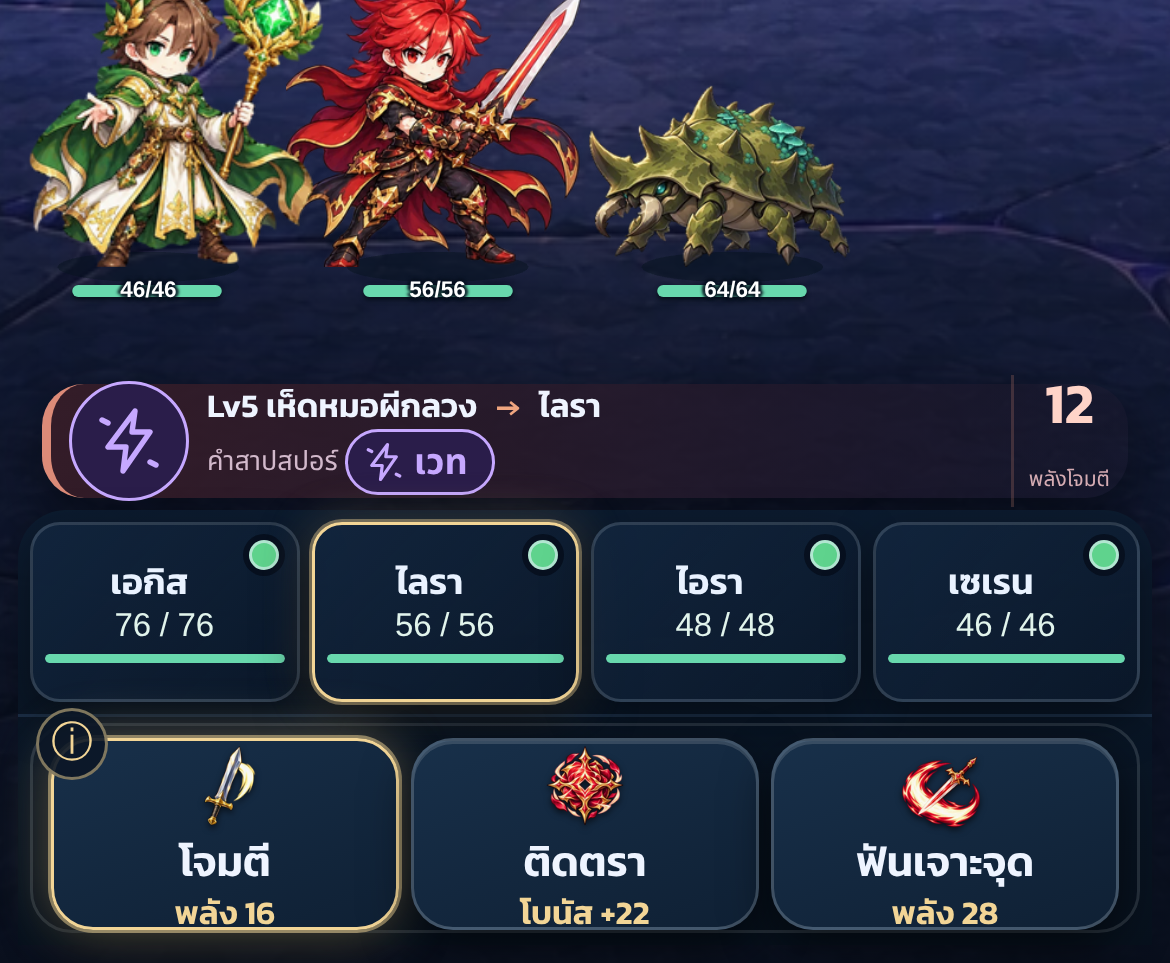 46/46
56/56
64/64
Lv5 เห็ดหมอผีกลวง → ไลรา
คำสาปสปอร์ เวท
12
พลังโจมตี
เอกิส
76 / 76
ไลรา
56 / 56
ไอรา
48 / 48
เซเรน
46 / 46
โจมตี
พลัง 16
ติดตรา
โบนัส +22
ฟันเจาะจุด
พลัง 28